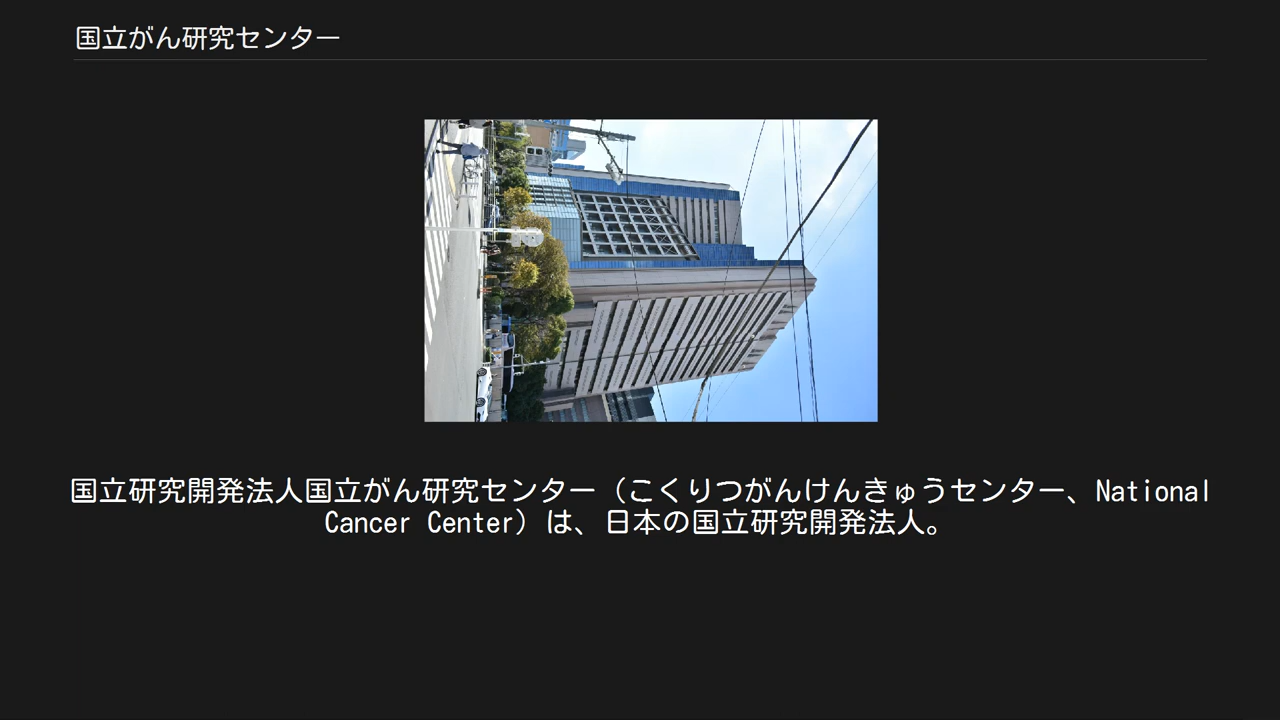 国立がん研究センター
国立研究開発法人国立がん研究センター（こくりつがんけんきゅうセンター、National
Cancer Center）は、日本の国立研究開発法人。